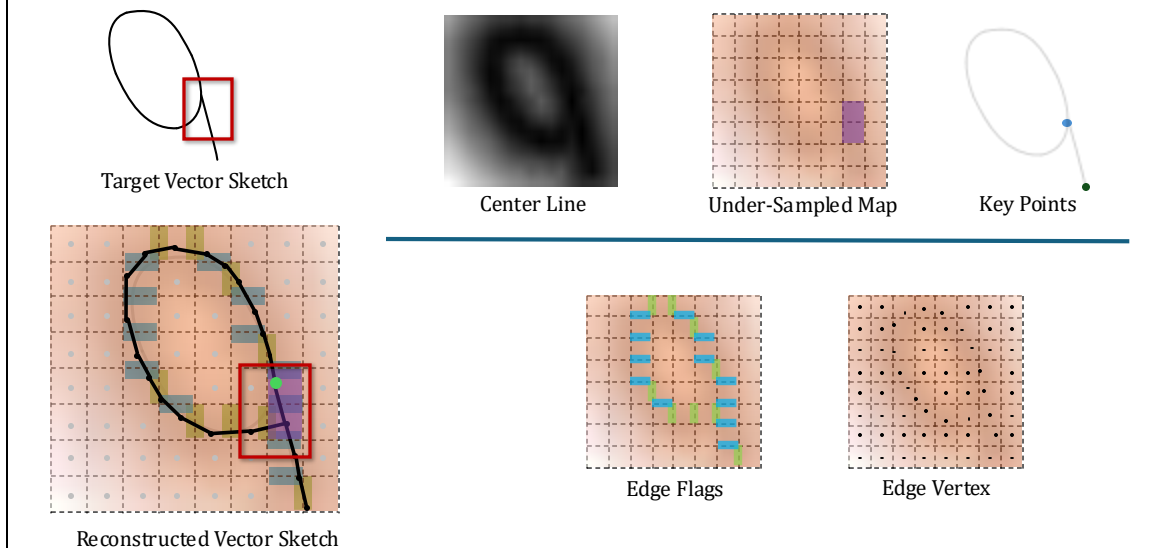 Target Vector Sketch
Center Line
Under-Sampled Map
Key Points
Edge Flags
Edge Vertex
Reconstructed Vector Sketch